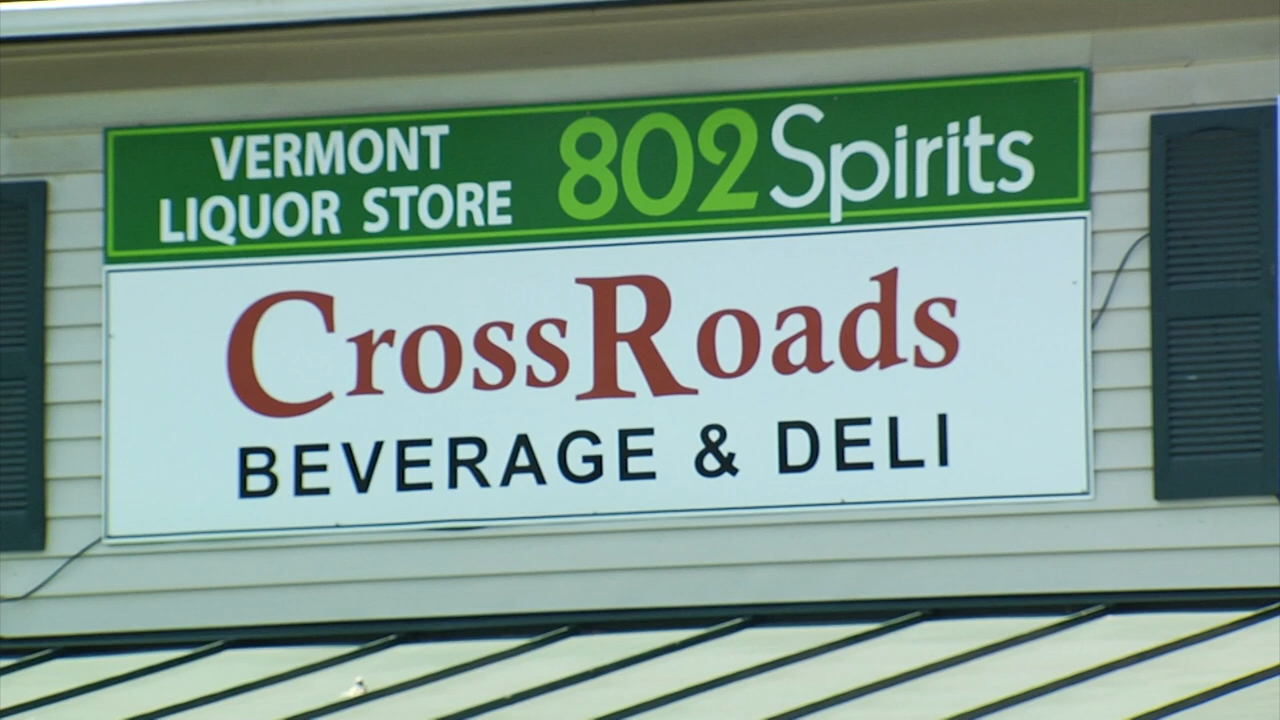 VERMONT
LIQUOR STORE
802Spirits
CrossRoads
BEVERAGE & DELI